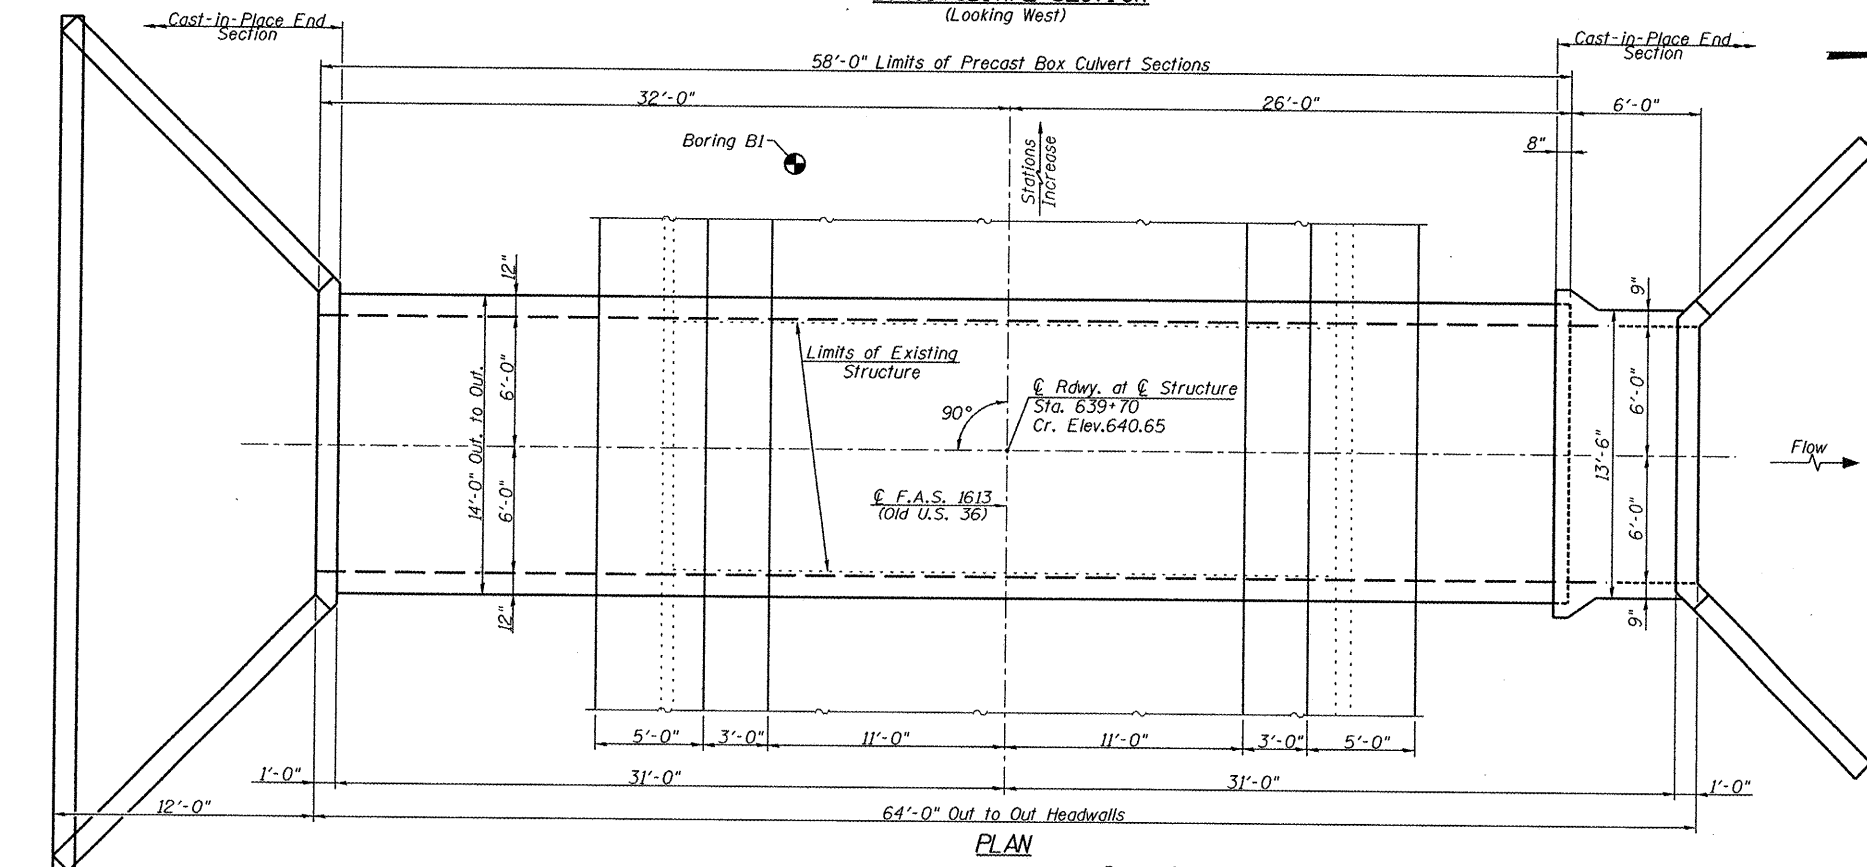 (Looking West)
Cast-in-Place End
Section
Cast-in-Place End
Section
58'-0" Limits of Precast Box Culvert Sections
32'-0"
26'-0"
6'-0"
8"
Boring B1
Stations
Increase
12"
9"
Limits of Existing
Structure
14'-0" Out. to Out.
6'-0"
6'-0"
℄ Rdwy. at ℄ Structure
Sta. 639+70
Cr. Elev.640.65
90°
13'-6"
6'-0"
6'-0"
Flow
℄ F.A.S. 1613
(Old U.S. 36)
12"
9"
5'-0"
3'-0"
11'-0"
11'-0"
3'-0"
5'-0"
1'-0"
31'-0"
31'-0"
1'-0"
12'-0"
64'-0" Out to Out Headwalls
PLAN